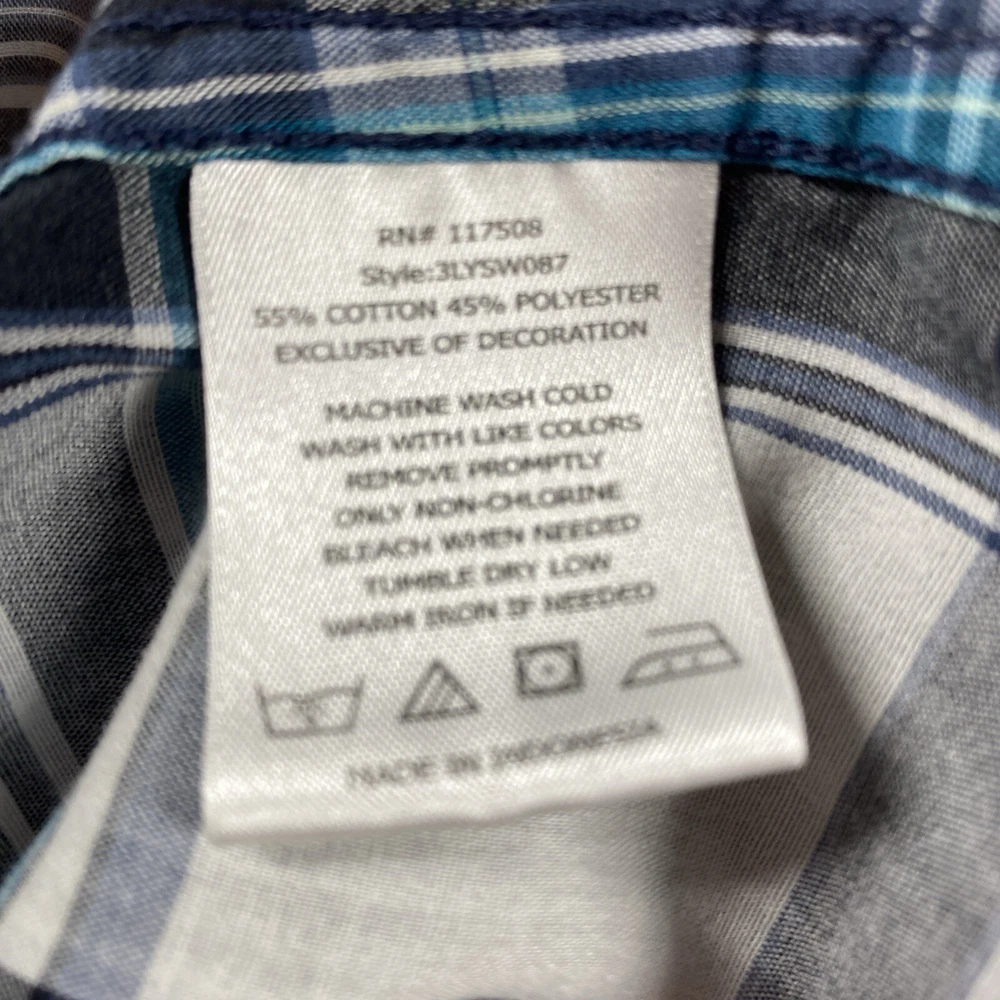 RN# 117508
Style:3LYSW087
55% COTTON 45% POLYESTER
EXCLUSIVE OF DECORATION
MACHINE WASH COLD
WASH WITH LIKE COLORS
REMOVE PROMPTLY
ONLY NON-CHLORINE
BLEACH WHEN NEEDED
TUMBLE DRY LOW
WARM IRON IF NEEDED
MADE IN INDONESIA